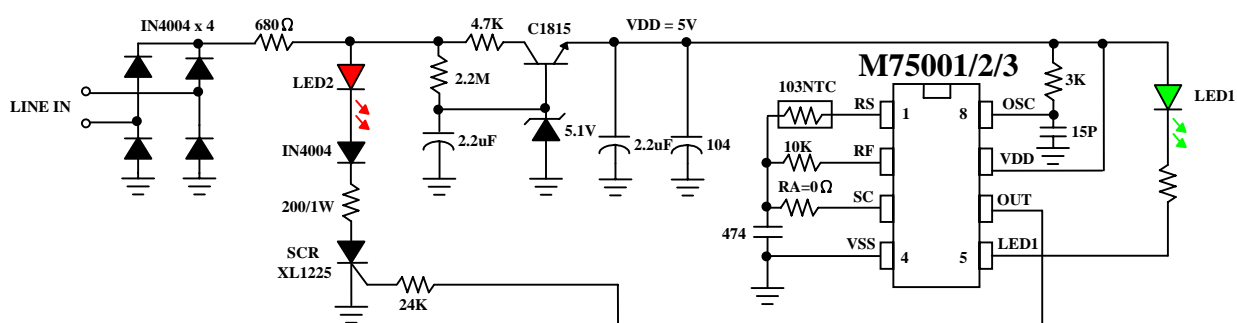 IN4004 x 4
680Ω
4.7K
C1815
VDD = 5V
M75001/2/3
LED2
2.2M
103NTC
RS
1
8
OSC
3K
LED1
LINE IN
IN4004
2.2uF
5.1V
2.2uF
104
10K
RF
15P
VDD
200/1W
RA=0Ω
SC
OUT
474
VSS
4
5
LED1
SCR
XL1225
24K